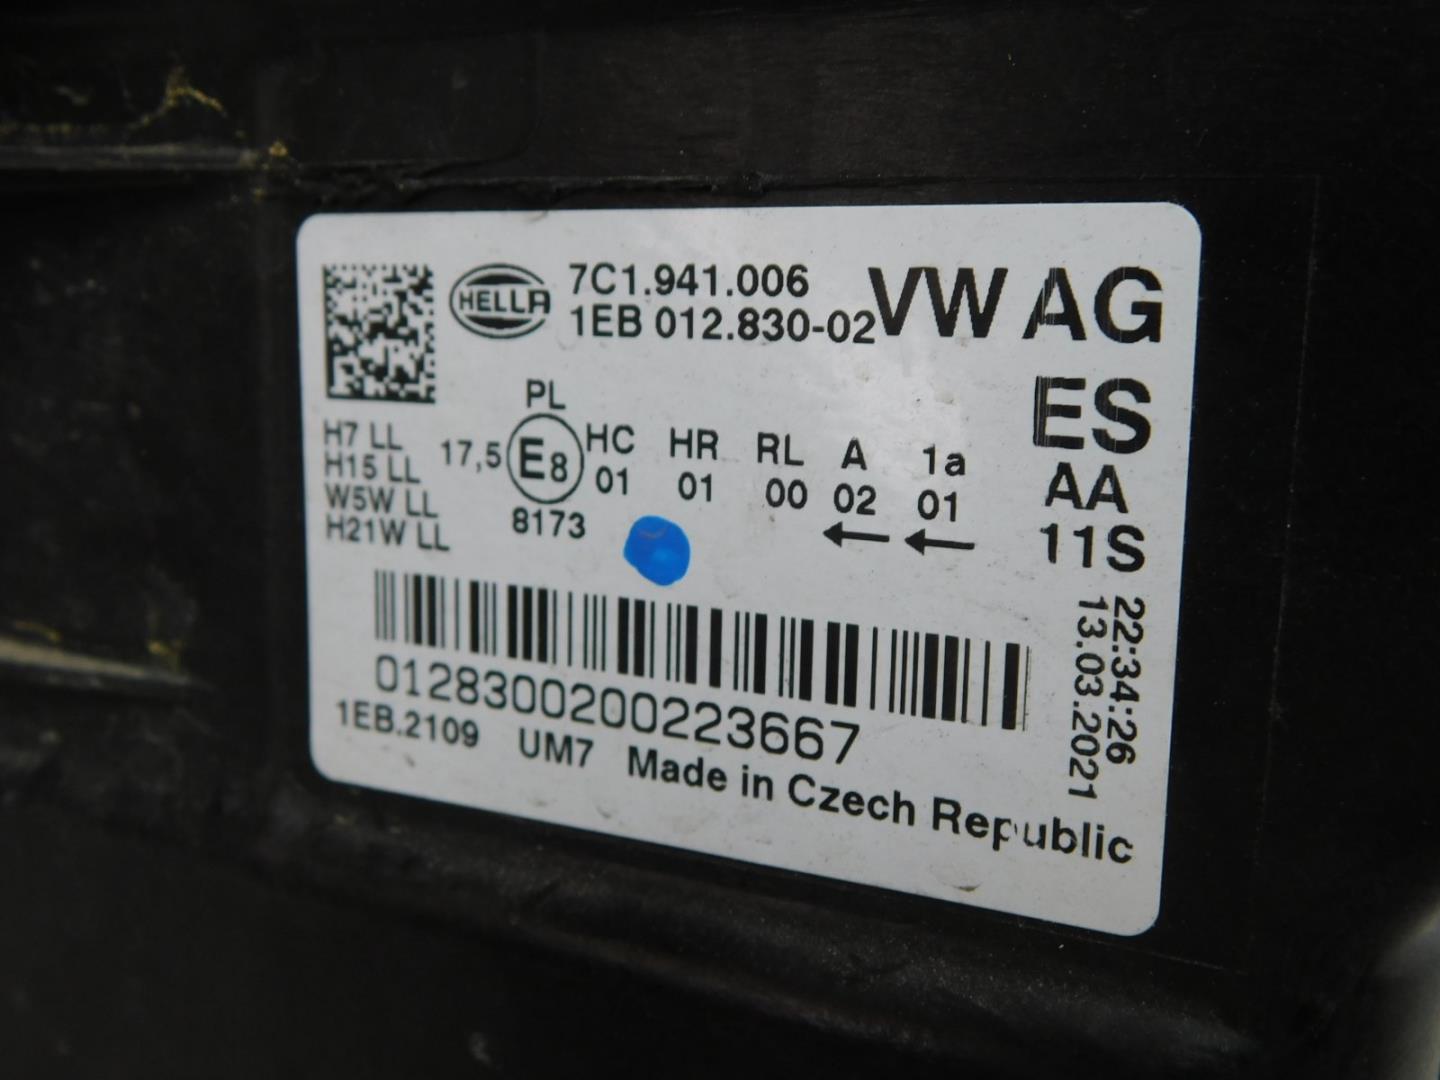 HELLA
7C1.941.006
1EB 012.830-02
VW AG
ES
AA
11S
H7 LL
H15 LL
W5W LL
H21W LL
PL
17,5 E8
8173
HC HR RL A 1a
01 01 00 02 01
← ←
22:34:26
13.03.2021
0128300200223667
1EB.2109 UM7 Made in Czech Republic